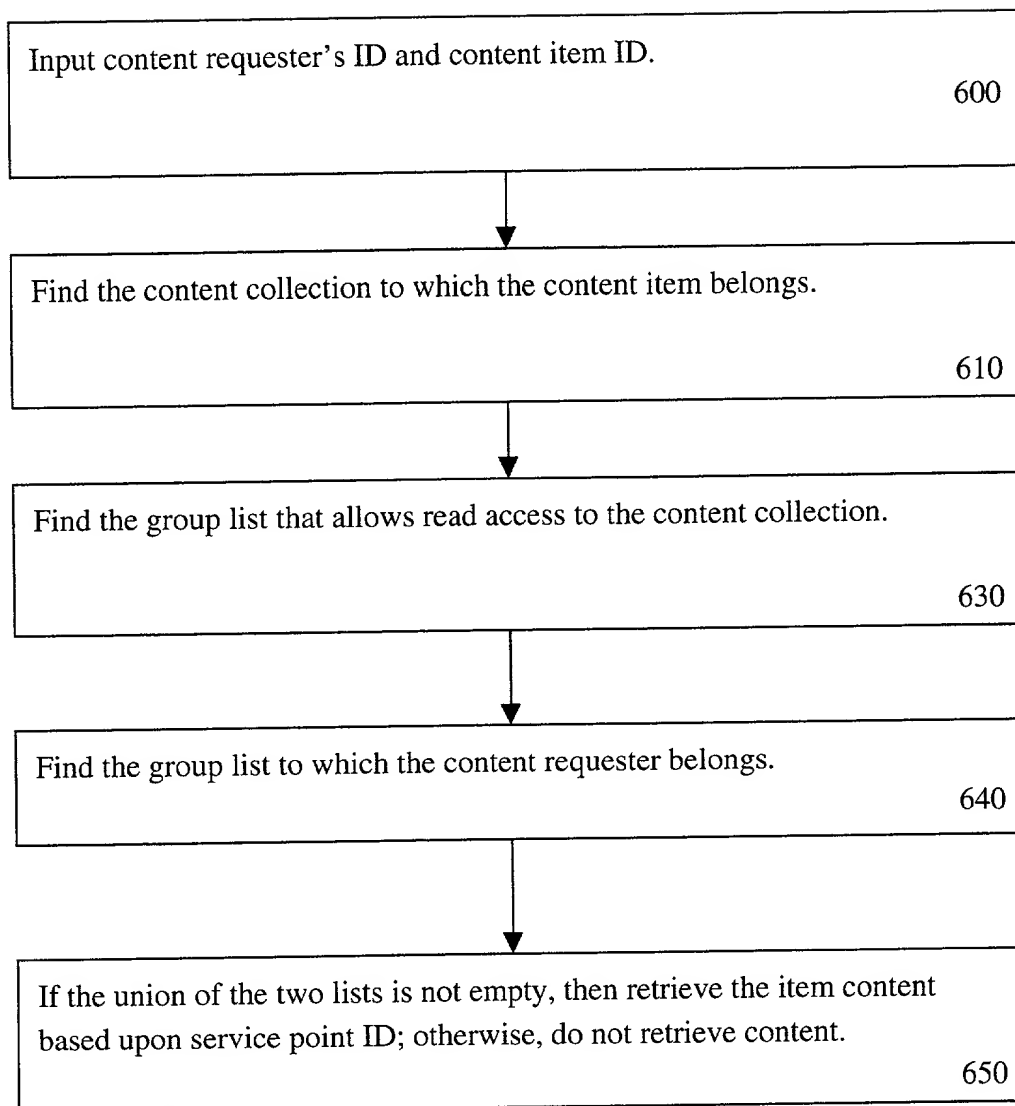 Input content requester's ID and content item ID.
600
Find the content collection to which the content item belongs.
610
Find the group list that allows read access to the content collection.
630
Find the group list to which the content requester belongs.
640
If the union of the two lists is not empty, then retrieve the item content
based upon service point ID; otherwise, do not retrieve content.
650